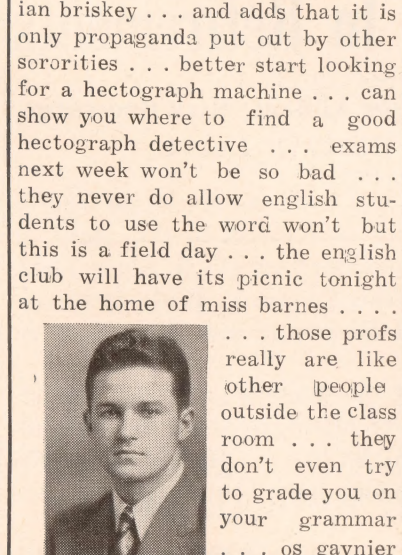 ian briskey . . . and adds that it is
only propaganda put out by other
sororities . . . better start looking
for a hectograph machine . . . can
show you where to find a good
hectograph detective . . . exams
next week won't be so bad . . .
they never do allow english stu-
dents to use the word won't but
this is a field day . . . the english
club will have its picnic tonight
at the home of miss barnes . . . .
. . . those profs
really are like
other people
outside the class
room . . . they
don't even try
to grade you on
your grammar
. . . os gaynier